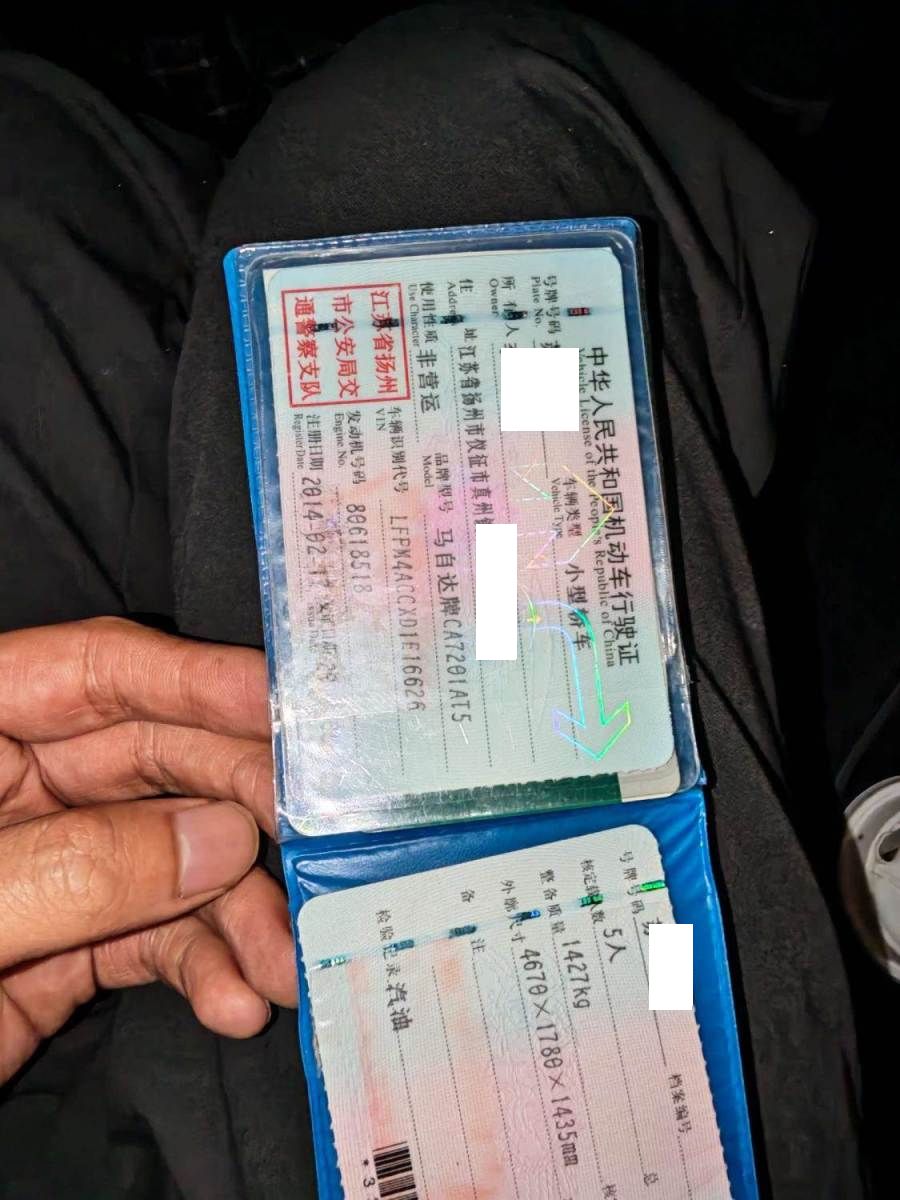 中华人民共和国机动车行驶证
Vehicle License of the People's Republic of China
号牌号码
Plate No.
车辆类型 小型轿车
Vehicle Type
所有人
Owner
住址 江苏省扬州市仪征市真州镇
Address
使用性质 非营运
Use Character
品牌型号 马自达牌CA7201AT5
Model
江苏省扬州
市公安局交
通警察支队
车辆识别代号 LFPM4ACCXD1E16626
VIN
发动机号码 80618518
Engine No.
注册日期 2014-02-17
Register Date
号牌号码
档案编号
核定载人数 5人
总
整备质量 1427kg
核
外廓尺寸 4670×1780×1435mm
备注
检验记录 汽油